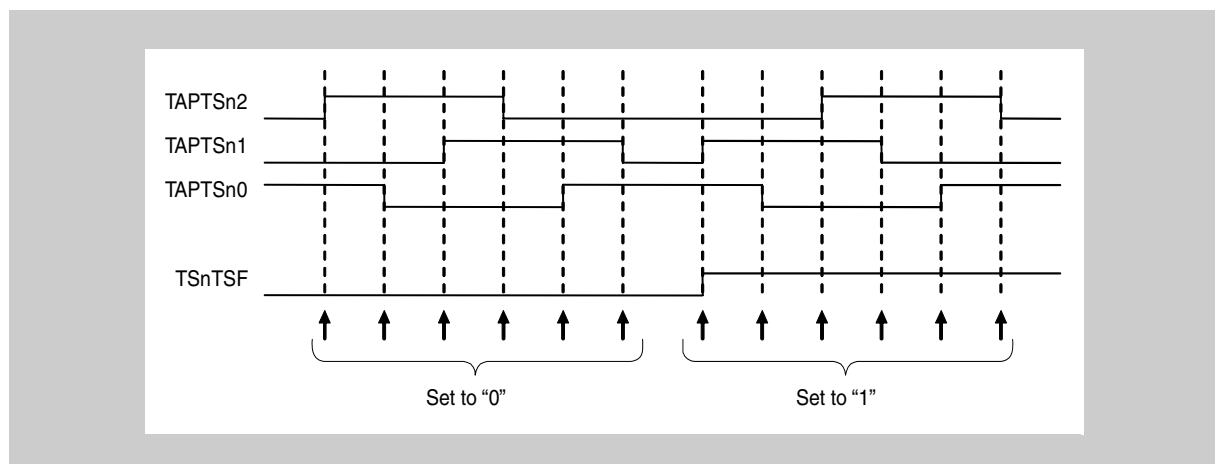 TAPTSn2
TAPTSn1
TAPTSn0
TSnTSF
Set to “0”
Set to “1”